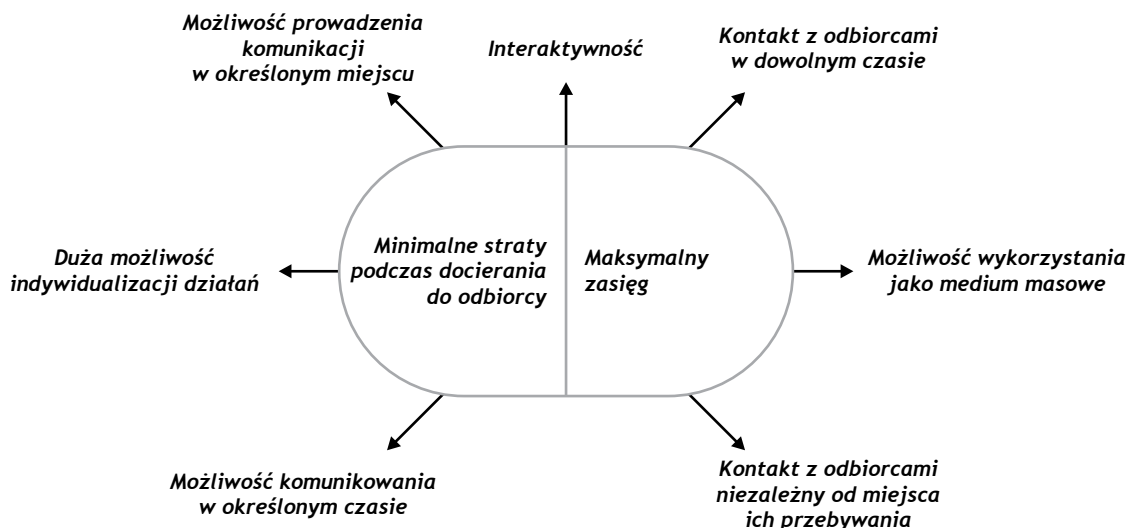 Możliwość prowadzenia
komunikacji
w określonym miejscu
Interaktywność
Kontakt z odbiorcami
w dowolnym czasie
Duża możliwość
indywidualizacji działań
Minimalne straty
podczas docierania
do odbiorcy
Maksymalny
zasięg
Możliwość wykorzystania
jako medium masowe
Możliwość komunikowania
w określonym czasie
Kontakt z odbiorcami
niezależny od miejsca
ich przebywania